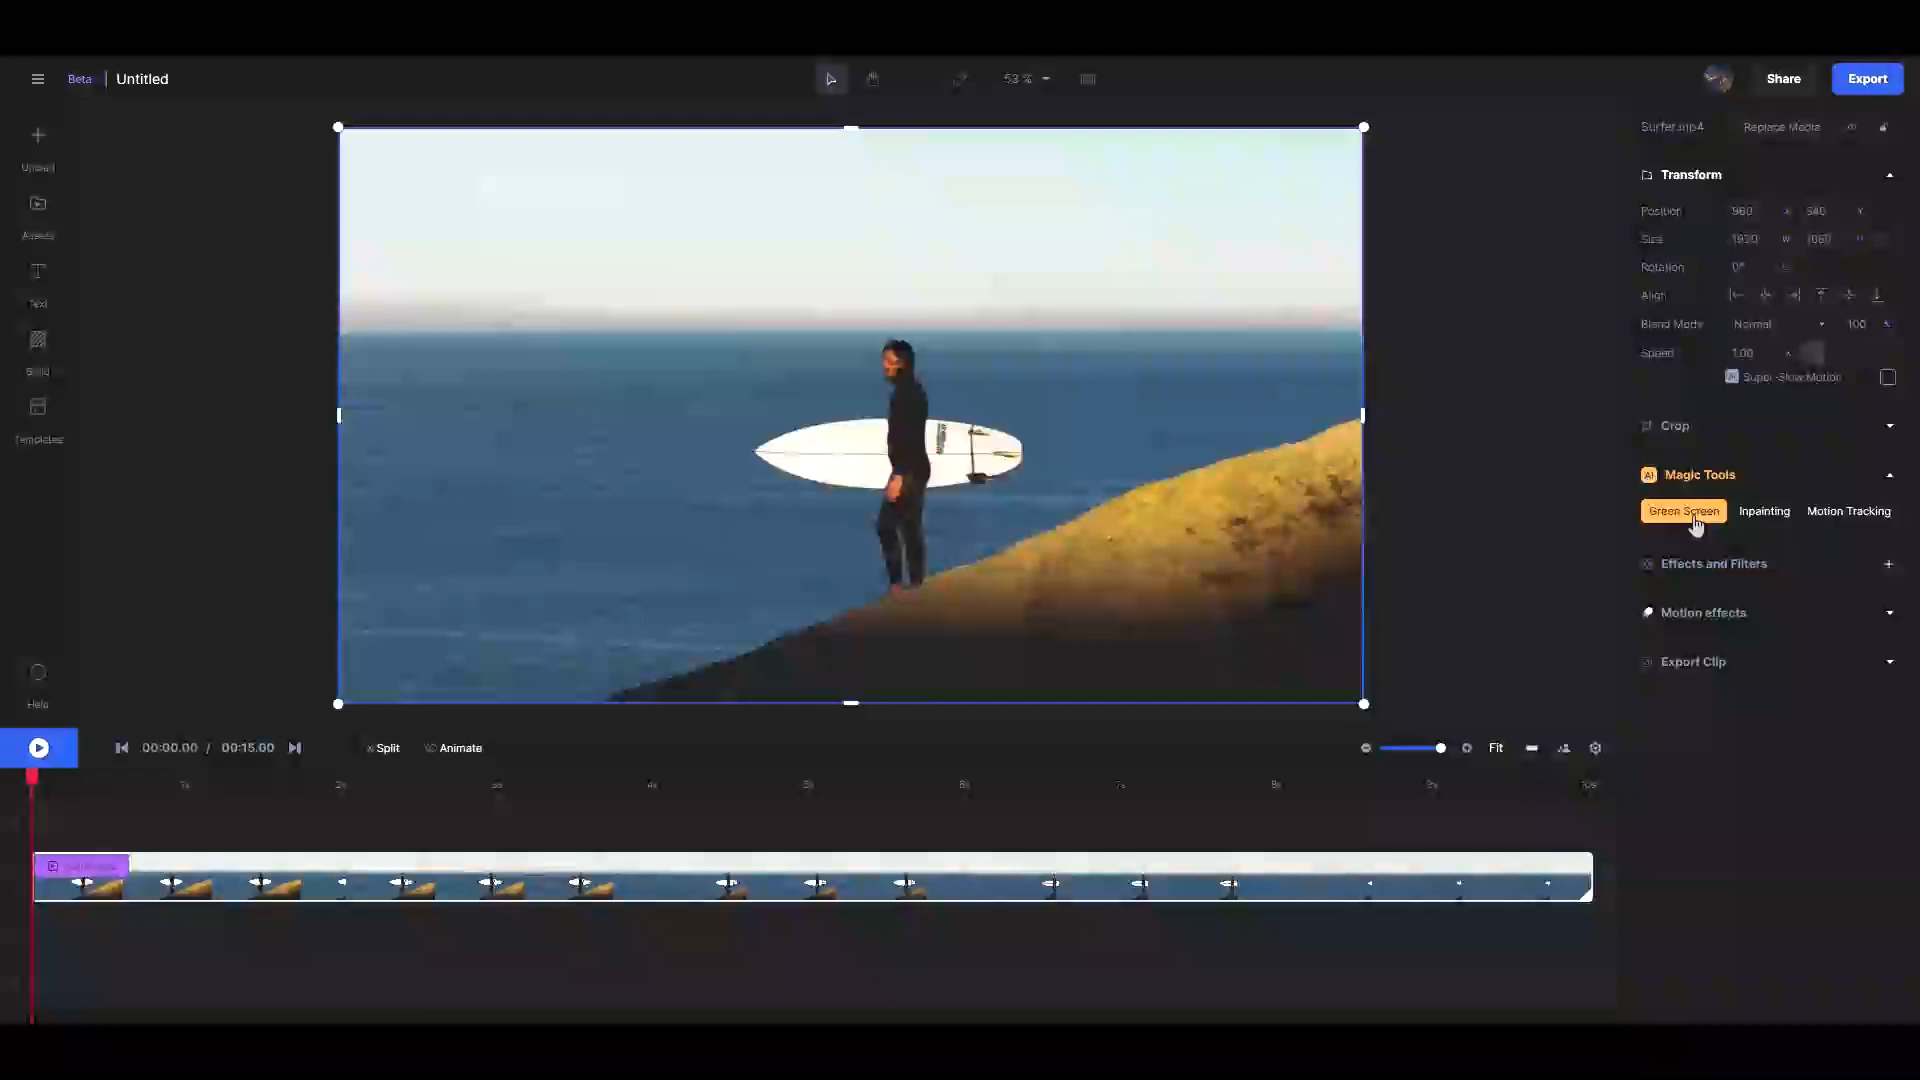 Beta | Untitled
53 %
Share
Export
Upload
Assets
Text
Build
Templates
Help
Surfer.mp4
Replace Media
Transform
Position 960 X 540 Y
Size 1920 W 1080 H
Rotation 0°
Align
Blend Mode Normal 100 %
Speed 1.00 x
AI Super-Slow Motion
Crop
AI Magic Tools
Green Screen
Inpainting
Motion Tracking
Effects and Filters
Motion effects
Export Clip
00:00.00 / 00:15.00
Split
Animate
Fit
1s 2s 3s 4s 5s 6s 7s 8s 9s 10s